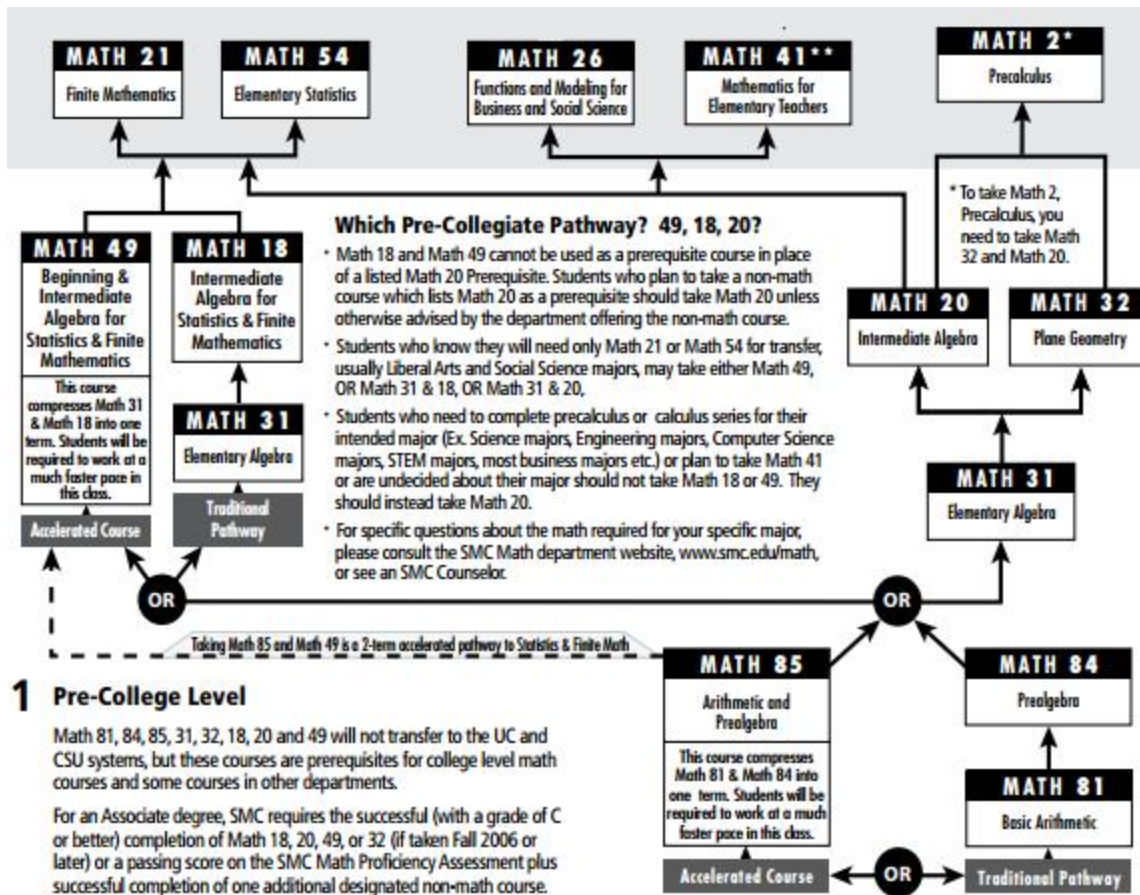 MATH 21
Finite Mathematics
MATH 54
Elementary Statistics
MATH 26
Functions and Modeling for
Business and Social Science
MATH 41**
Mathematics for
Elementary Teachers
MATH 2*
Precalculus
* To take Math 2,
Precalculus, you
need to take Math
32 and Math 20.
MATH 49
Beginning &
Intermediate
Algebra for
Statistics & Finite
Mathematics
This course
compresses Math 31
& Math 18 into one
term. Students will be
required to work at a
much faster pace in
this class.
Accelerated Course
MATH 18
Intermediate
Algebra for
Statistics & Finite
Mathematics
MATH 31
Elementary Algebra
Traditional
Pathway
Which Pre-Collegiate Pathway? 49, 18, 20?
* Math 18 and Math 49 cannot be used as a prerequisite course in place
of a listed Math 20 Prerequisite. Students who plan to take a non-math
course which lists Math 20 as a prerequisite should take Math 20 unless
otherwise advised by the department offering the non-math course.
* Students who know they will need only Math 21 or Math 54 for transfer,
usually Liberal Arts and Social Science majors, may take either Math 49,
OR Math 31 & 18, OR Math 31 & 20,
* Students who need to complete precalculus or calculus series for their
intended major (Ex. Science majors, Engineering majors, Computer Science
majors, STEM majors, most business majors etc.) or plan to take Math 41
or are undecided about their major should not take Math 18 or 49. They
should instead take Math 20.
* For specific questions about the math required for your specific major,
please consult the SMC Math department website, www.smc.edu/math,
or see an SMC Counselor.
MATH 20
Intermediate Algebra
MATH 32
Plane Geometry
MATH 31
Elementary Algebra
OR
OR
Taking Math 85 and Math 49 is a 2-term accelerated pathway to Statistics & Finite Math
MATH 85
Arithmetic and
Prealgebra
This course compresses
Math 81 & Math 84 into
one term. Students will be
required to work at a much
faster pace in this class.
Accelerated Course
MATH 84
Prealgebra
MATH 81
Basic Arithmetic
OR
Traditional Pathway
1 Pre-College Level
Math 81, 84, 85, 31, 32, 18, 20 and 49 will not transfer to the UC and
CSU systems, but these courses are prerequisites for college level math
courses and some courses in other departments.
For an Associate degree, SMC requires the successful (with a grade of C
or better) completion of Math 18, 20, 49, or 32 (if taken Fall 2006 or
later) or a passing score on the SMC Math Proficiency Assessment plus
successful completion of one additional designated non-math course.